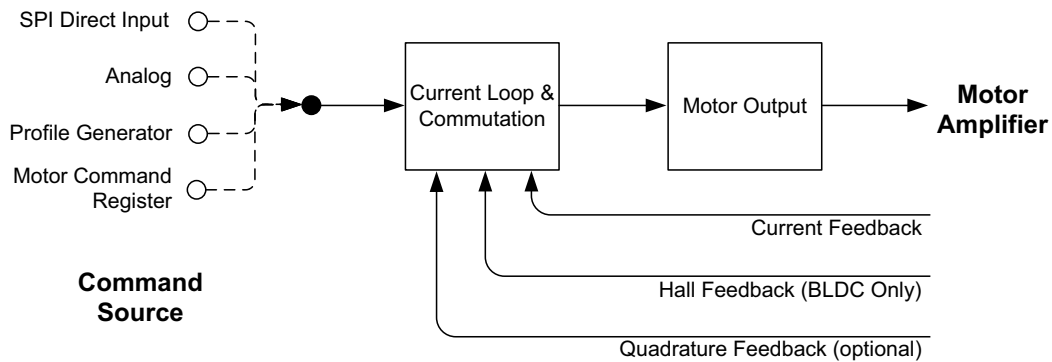 SPI Direct Input
Analog
Profile Generator
Motor Command
Register
Command
Source
Current Loop &
Commutation
Motor Output
Motor
Amplifier
Current Feedback
Hall Feedback (BLDC Only)
Quadrature Feedback (optional)